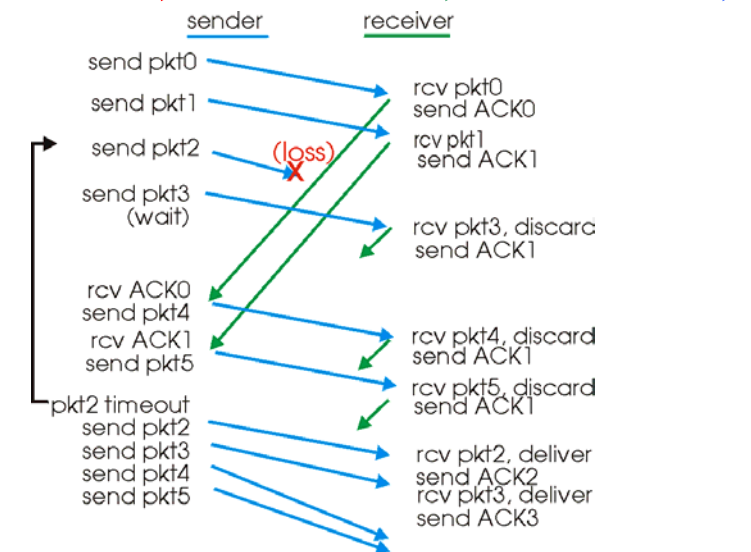 sender receiver
send pkt0
rcv pkt0
send ACK0
send pkt1
rcv pkt1
send ACK1
send pkt2
(loss)
X
send pkt3
(wait)
rcv pkt3, discard
send ACK1
rcv ACK0
send pkt4
rcv pkt4, discard
send ACK1
rcv ACK1
send pkt5
rcv pkt5, discard
send ACK1
pkt2 timeout
send pkt2
send pkt3
send pkt4
send pkt5
rcv pkt2, deliver
send ACK2
rcv pkt3, deliver
send ACK3